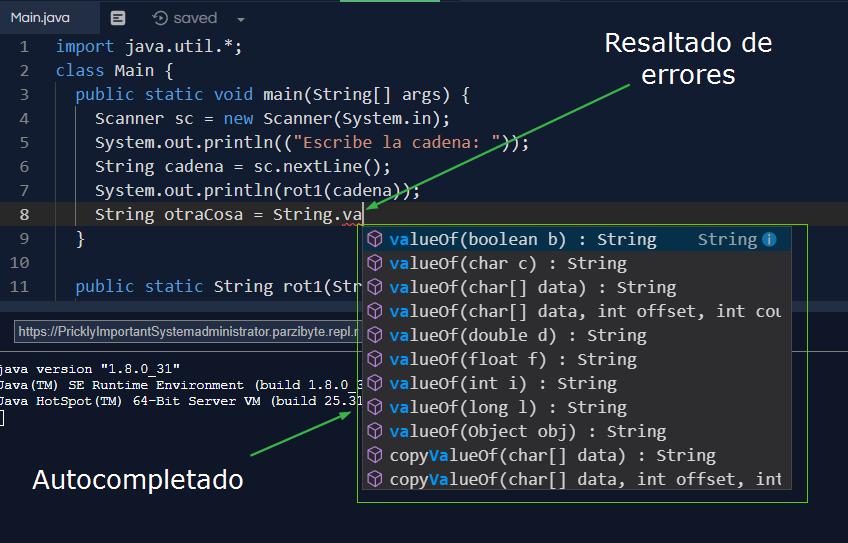 Main.java saved
Resaltado de
errores
1 import java.util.*;
2 class Main {
3 public static void main(String[] args) {
4 Scanner sc = new Scanner(System.in);
5 System.out.println(("Escribe la cadena: "));
6 String cadena = sc.nextLine();
7 System.out.println(rot1(cadena));
8 String otraCosa = String.va
9 }
10
11 public static String rot1(Str
valueOf(boolean b) : String String
valueOf(char c) : String
valueOf(char[] data) : String
valueOf(char[] data, int offset, int cou
valueOf(double d) : String
valueOf(float f) : String
valueOf(int i) : String
valueOf(long l) : String
valueOf(Object obj) : String
copyValueOf(char[] data) : String
copyValueOf(char[] data, int offset, int
https://PricklyImportantSystemadministrator.parzibyte.repl.r
java version "1.8.0_31"
Java(TM) SE Runtime Environment (build 1.8.0_3
Java HotSpot(TM) 64-Bit Server VM (build 25.31
Autocompletado